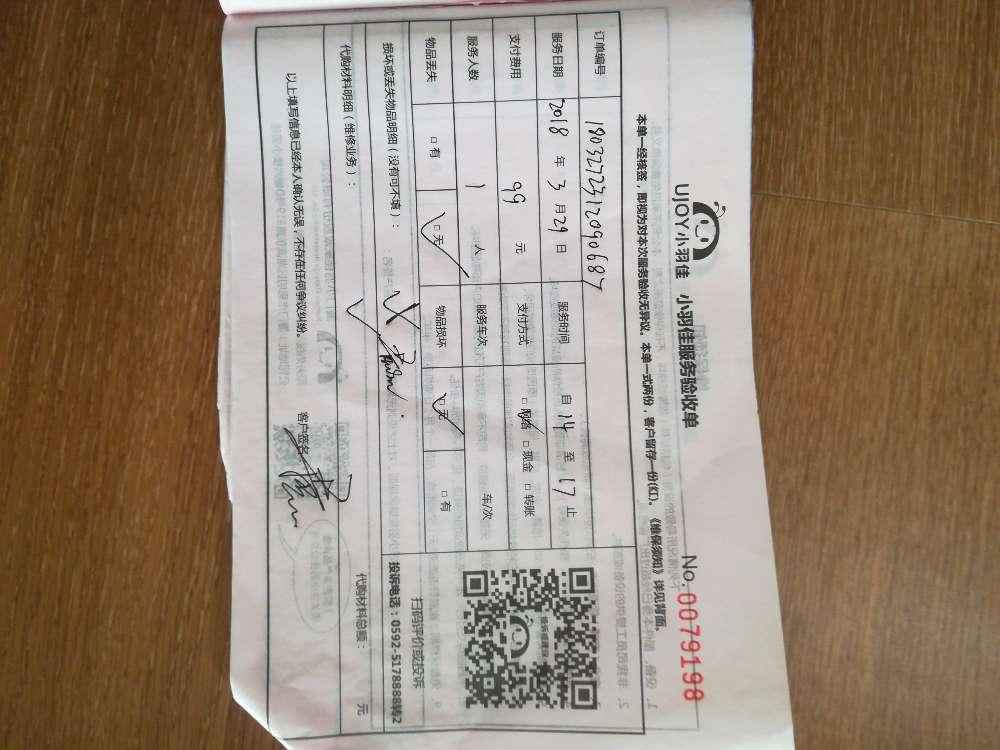 UJOY小羽佳 小羽佳服务验收单
No.0079198
本单一经核签，即视为对本次服务验收无异议。本单一式两份，客户留存一份(红)。《维保须知》详见背面。
订单编号 1803272312090687
服务日期 2018 年 3 月 29 日 服务时间 自 14 至 17 止
支付费用 99 元 支付方式 □网络 □现金 □转账
服务人数 1 人 服务车次 车/次
物品丢失 □有 □无 物品损坏 □无 □有
损坏或丢失物品明细（没有可不填）：
扫码评价或投诉
投诉电话：0592-5178888转2
代购材料明细（维修业务）：
代购材料总额： 元
以上填写信息已经本人确认无误，不存在任何争议纠纷。
客户签名